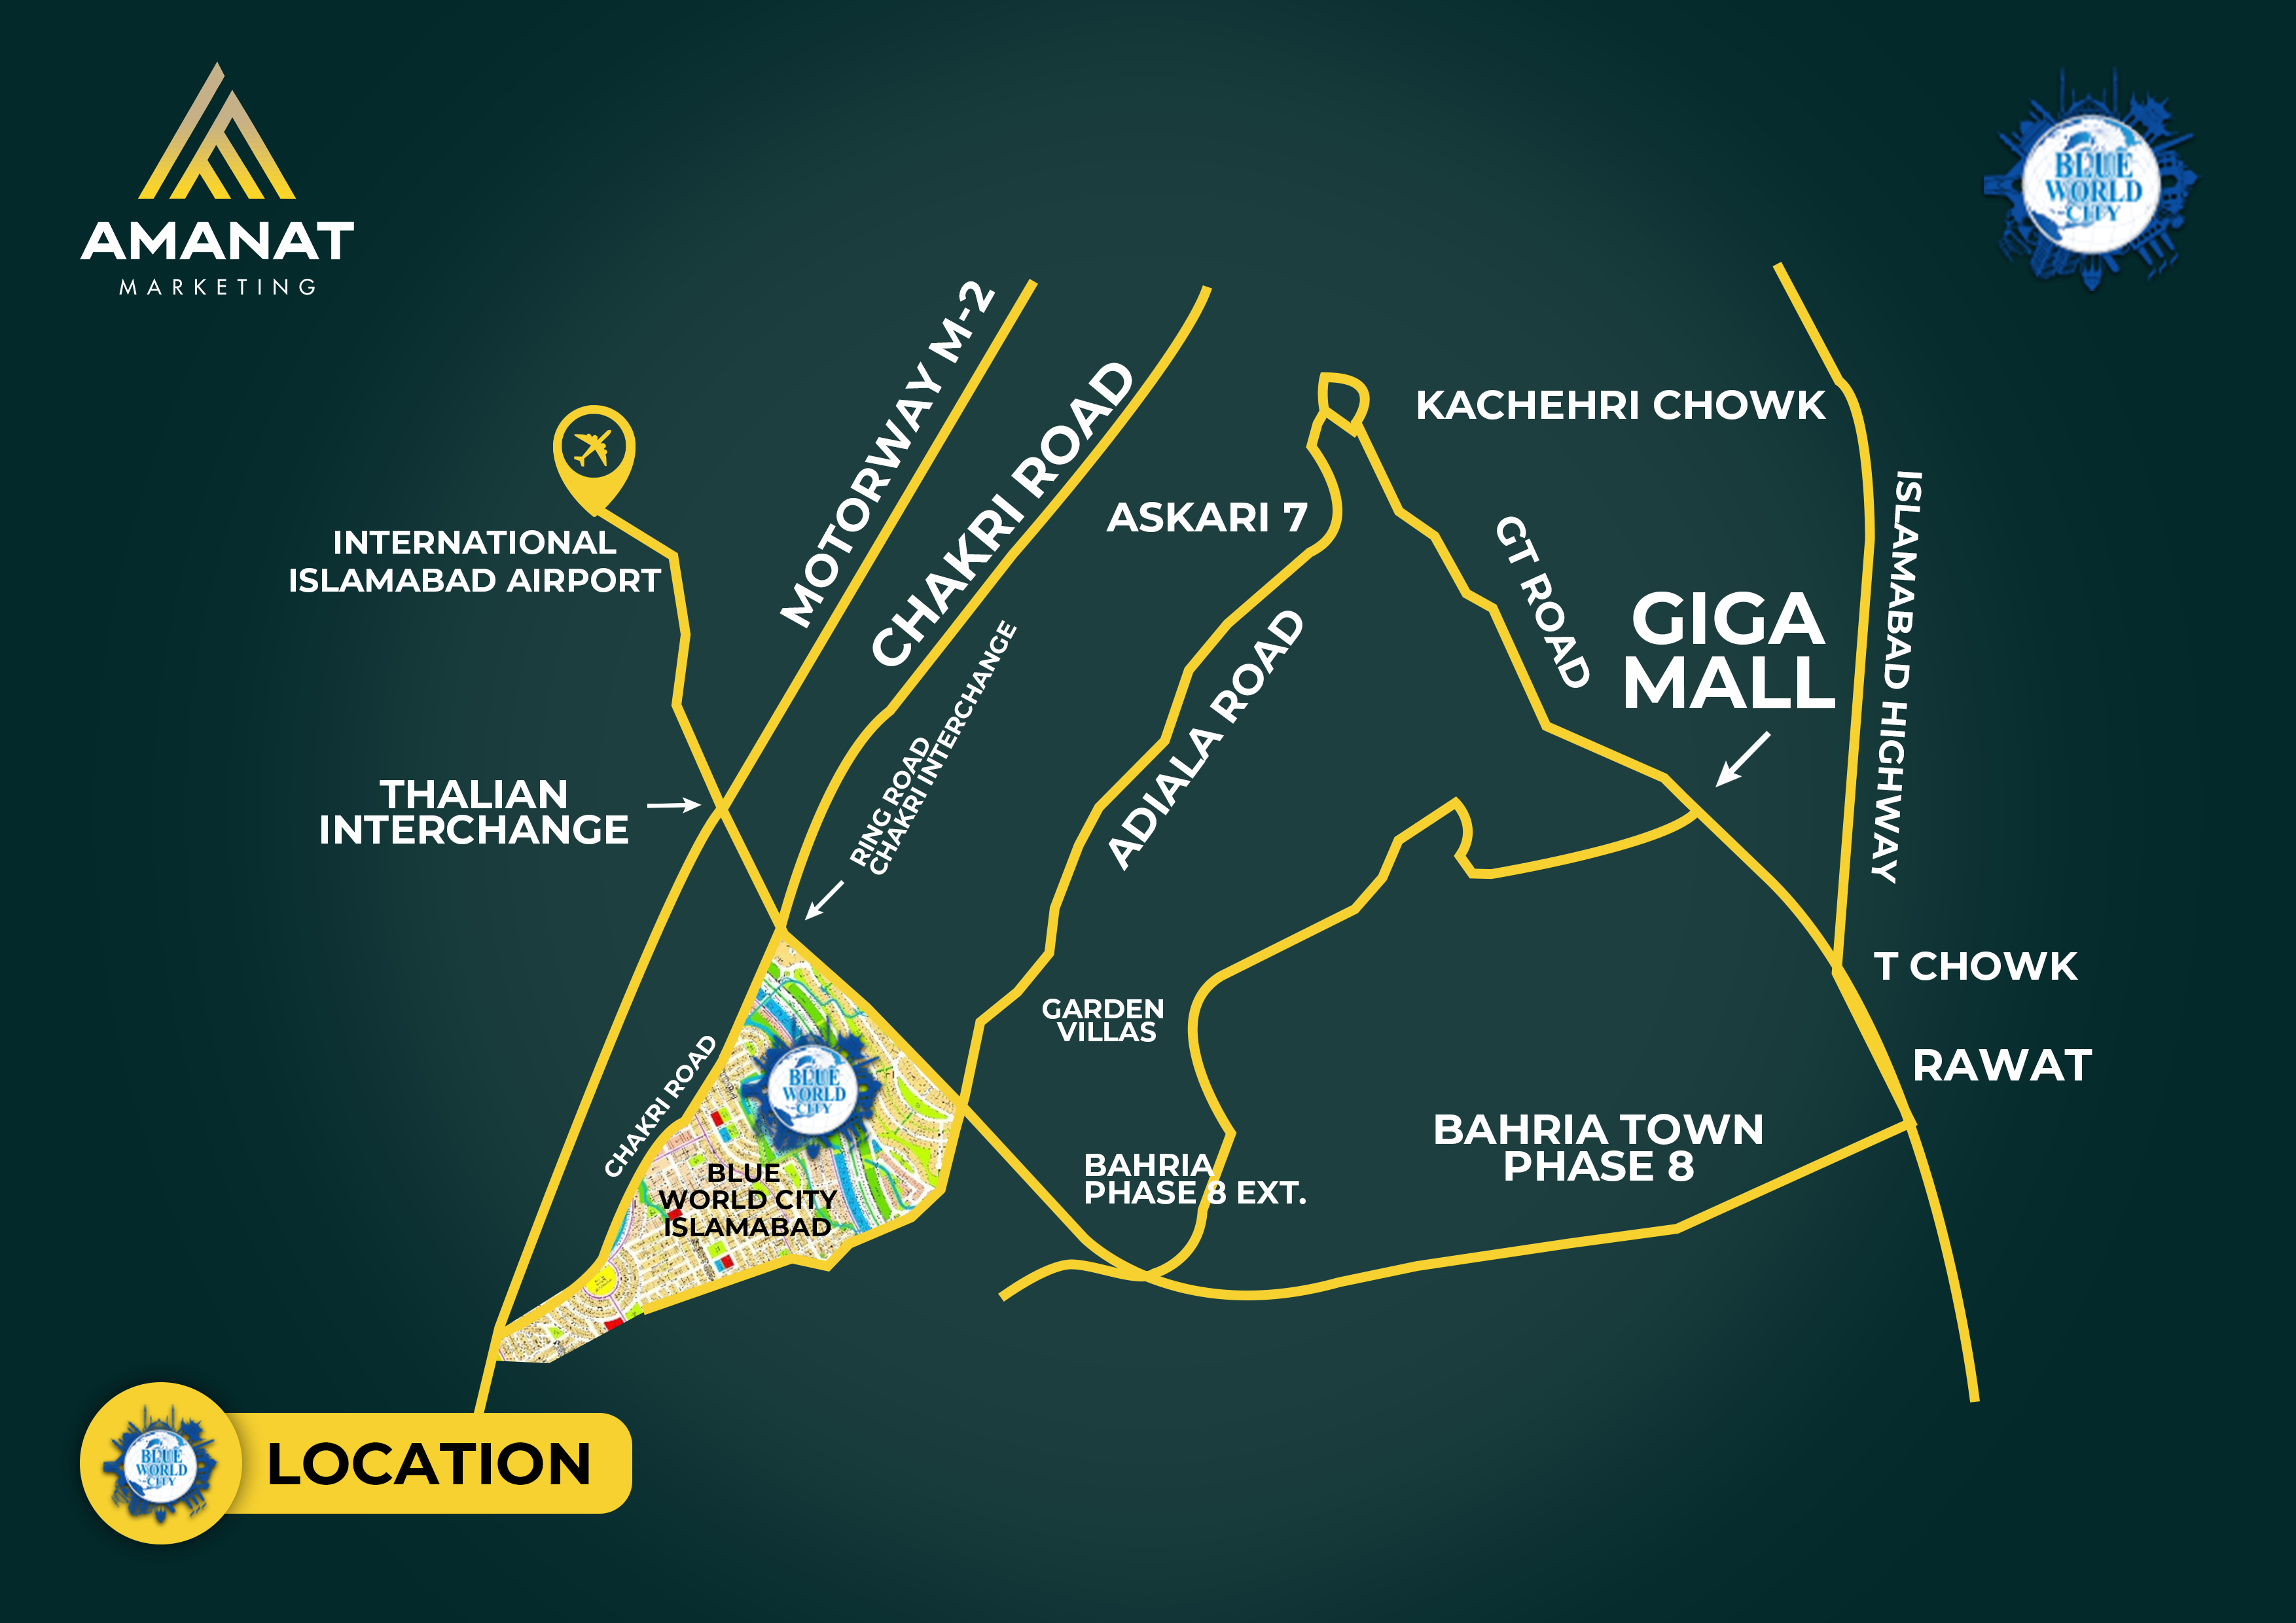 AMANAT
MARKETING
BLUE
WORLD
CITY
MOTORWAY M-2
CHAKRI ROAD
KACHEHRI CHOWK
ASKARI 7
INTERNATIONAL
ISLAMABAD AIRPORT
GT ROAD
ISLAMABAD HIGHWAY
GIGA
MALL
RING ROAD
CHAKRI INTERCHANGE
ADIALA ROAD
THALIAN
INTERCHANGE
T CHOWK
GARDEN
VILLAS
RAWAT
CHAKRI ROAD
BLUE
WORLD
CITY
BAHRIA TOWN
PHASE 8
BAHRIA
PHASE 8 EXT.
BLUE
WORLD CITY
ISLAMABAD
BLUE
WORLD
CITY
LOCATION